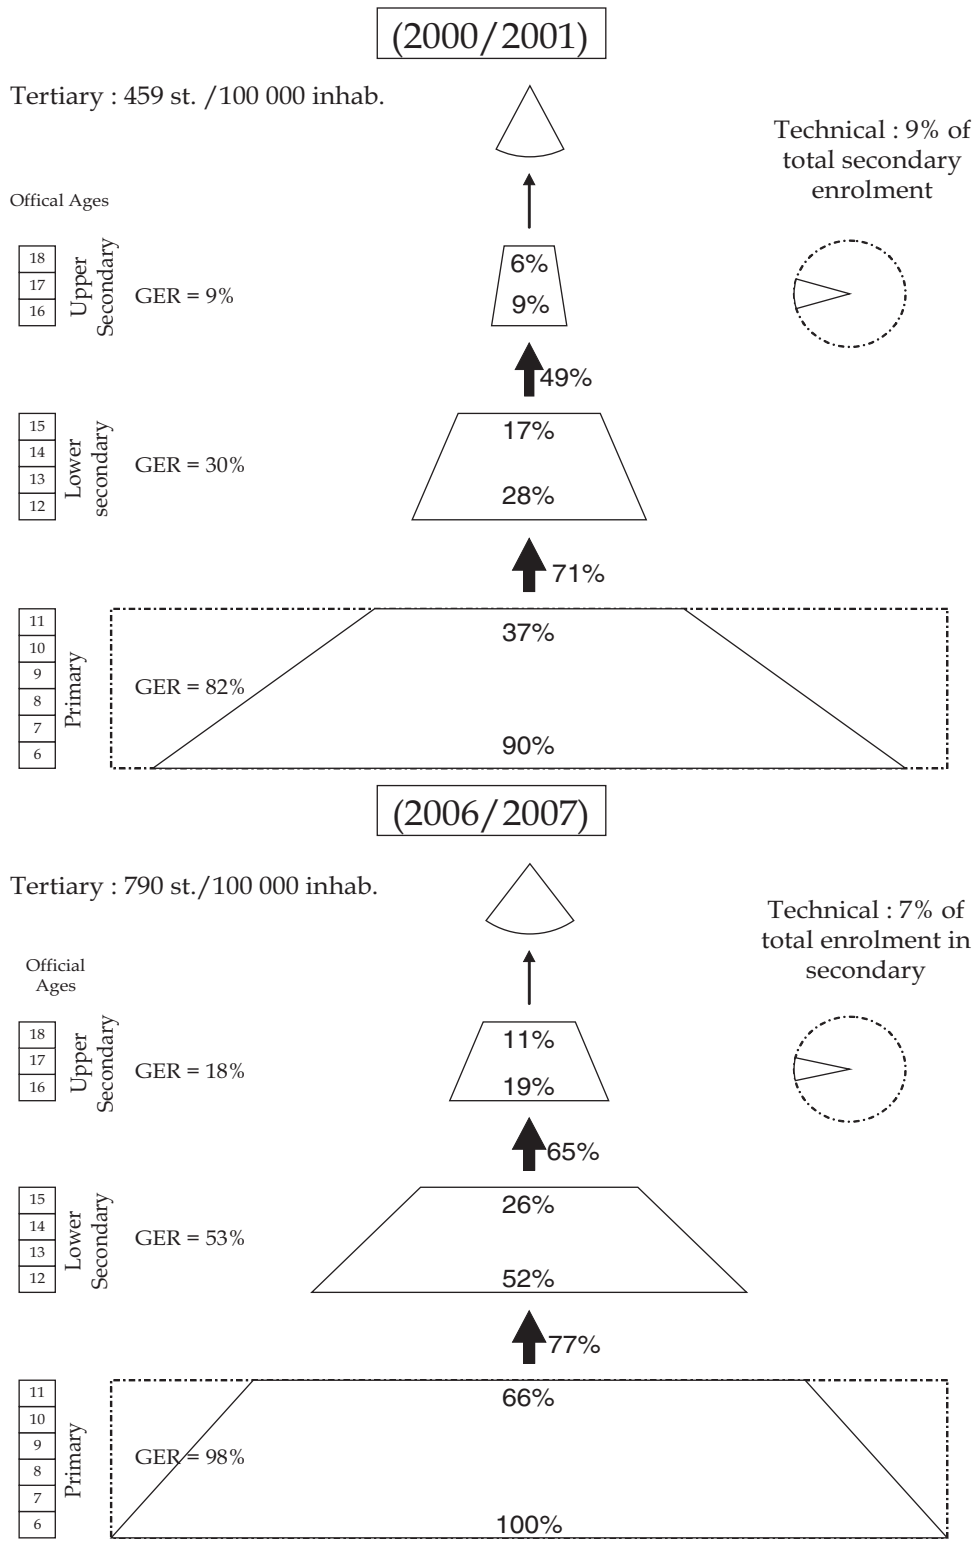 (2000/2001)
Tertiary : 459 st. /100 000 inhab.
Technical : 9% of
total secondary
enrolment
Offical Ages
18
17
16
Upper
Secondary
GER = 9%
6%
9%
49%
15
14
13
12
Lower
secondary
GER = 30%
17%
28%
71%
11
10
9
8
7
6
Primary
GER = 82%
37%
90%
(2006/2007)
Tertiary : 790 st./100 000 inhab.
Technical : 7% of
total enrolment in
secondary
Official
Ages
18
17
16
Upper
Secondary
GER = 18%
11%
19%
65%
15
14
13
12
Lower
Secondary
GER = 53%
26%
52%
77%
11
10
9
8
7
6
Primary
GER = 98%
66%
100%